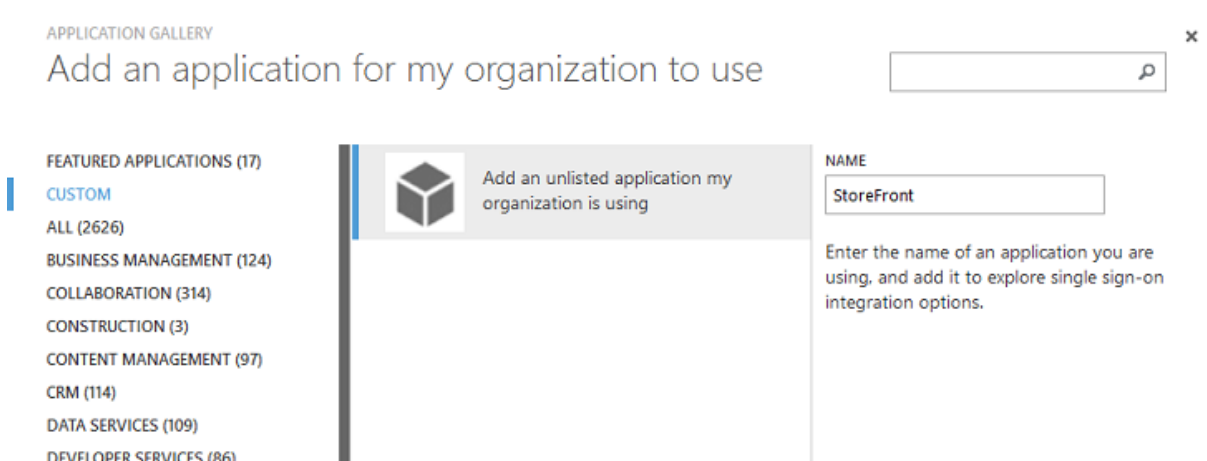 APPLICATION GALLERY
Add an application for my organization to use
FEATURED APPLICATIONS (17)
CUSTOM
ALL (2626)
BUSINESS MANAGEMENT (124)
COLLABORATION (314)
CONSTRUCTION (3)
CONTENT MANAGEMENT (97)
CRM (114)
DATA SERVICES (109)
DEVELOPER SERVICES (86)
Add an unlisted application my
organization is using
NAME
StoreFront
Enter the name of an application you are
using, and add it to explore single sign-on
integration options.